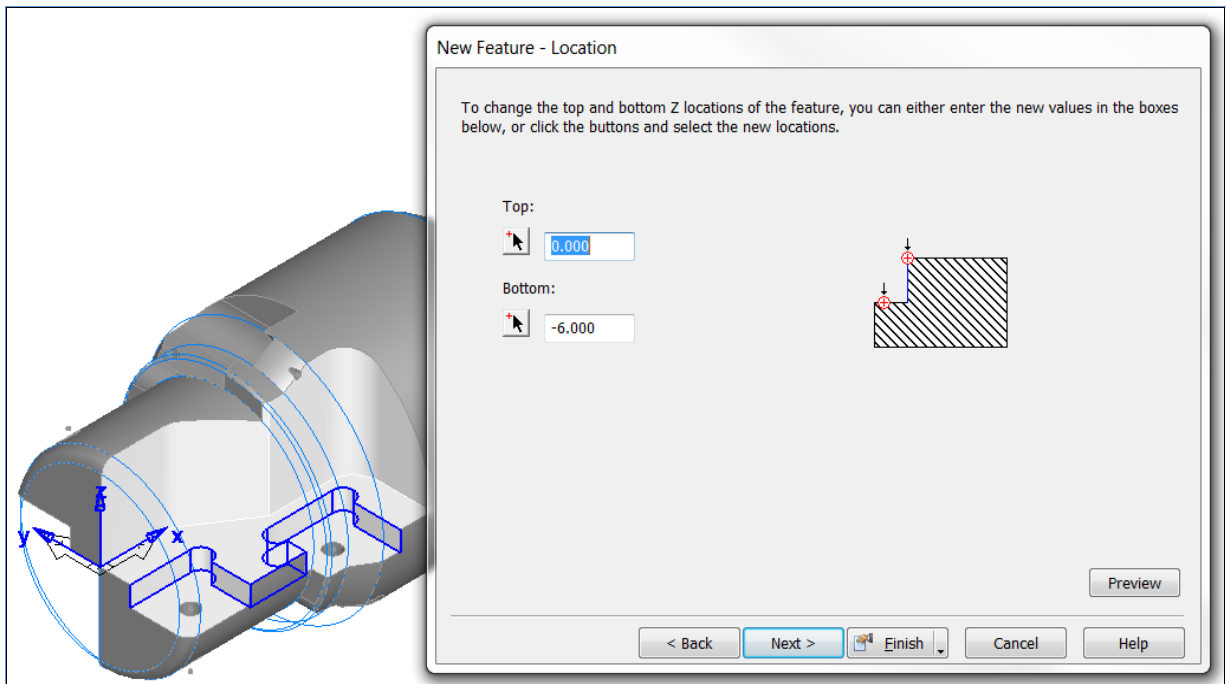 New Feature - Location
To change the top and bottom Z locations of the feature, you can either enter the new values in the boxes
below, or click the buttons and select the new locations.
Top:
0.000
Bottom:
-6.000
Z
y
x
Preview
< Back
Next >
Finish
Cancel
Help